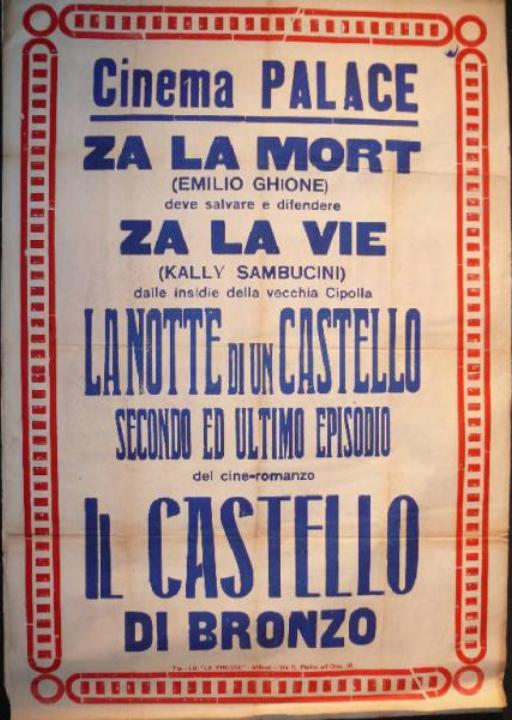 Cinema PALACE
ZA LA MORT
(EMILIO GHIONE)
deve salvare e difendere
ZA LA VIE
(KALLY SAMBUCINI)
dalle insidie della vecchia Cipolla
LA NOTTE DI UN CASTELLO
SECONDO ED ULTIMO EPISODIO
del cine-romanzo
IL CASTELLO
DI BRONZO